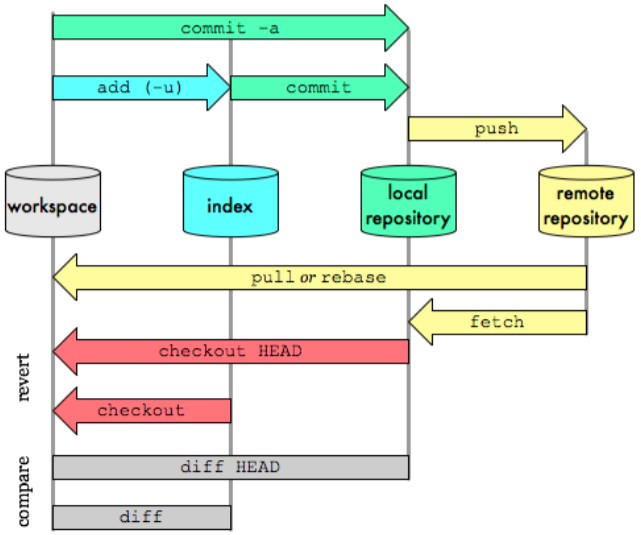 commit -a
add (-u)
commit
push
workspace
index
local
repository
remote
repository
pull or rebase
fetch
revert
checkout HEAD
checkout
compare
diff HEAD
diff